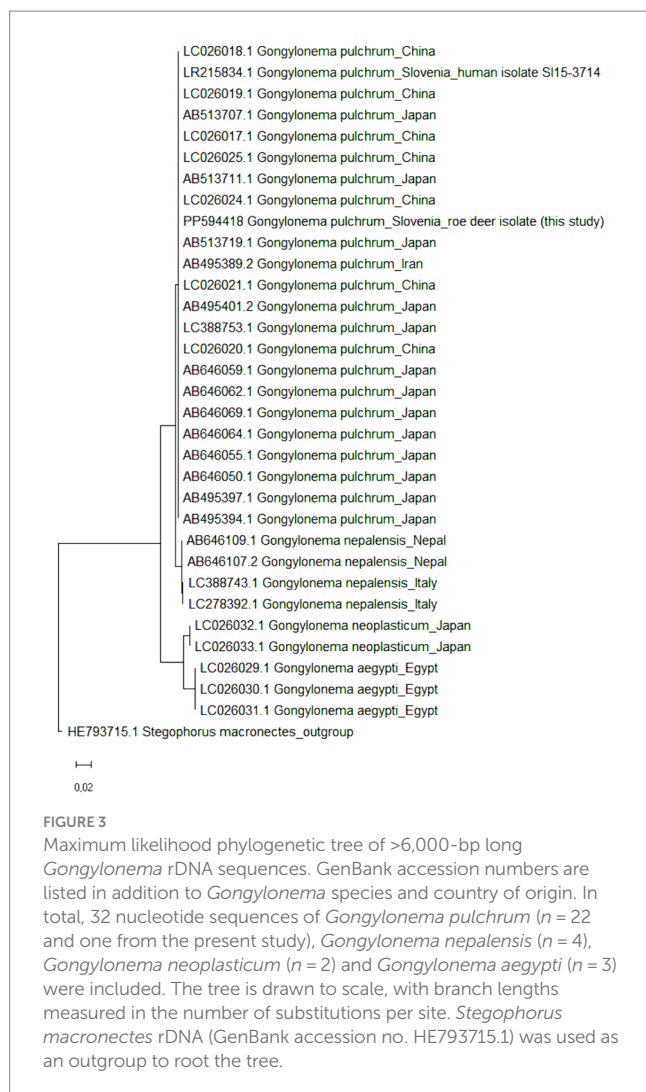 LC026018.1 Gongylonema pulchrum_China
LR215834.1 Gongylonema pulchrum_Slovenia_human isolate SI15-3714
LC026019.1 Gongylonema pulchrum_China
AB513707.1 Gongylonema pulchrum_Japan
LC026017.1 Gongylonema pulchrum_China
LC026025.1 Gongylonema pulchrum_China
AB513711.1 Gongylonema pulchrum_Japan
LC026024.1 Gongylonema pulchrum_China
PP594418 Gongylonema pulchrum_Slovenia_roe deer isolate (this study)
AB513719.1 Gongylonema pulchrum_Japan
AB495389.2 Gongylonema pulchrum_Iran
LC026021.1 Gongylonema pulchrum_China
AB495401.2 Gongylonema pulchrum_Japan
LC388753.1 Gongylonema pulchrum_Japan
LC026020.1 Gongylonema pulchrum_China
AB646059.1 Gongylonema pulchrum_Japan
AB646062.1 Gongylonema pulchrum_Japan
AB646069.1 Gongylonema pulchrum_Japan
AB646064.1 Gongylonema pulchrum_Japan
AB646055.1 Gongylonema pulchrum_Japan
AB646050.1 Gongylonema pulchrum_Japan
AB495397.1 Gongylonema pulchrum_Japan
AB495394.1 Gongylonema pulchrum_Japan
AB646109.1 Gongylonema nepalensis_Nepal
AB646107.2 Gongylonema nepalensis_Nepal
LC388743.1 Gongylonema nepalensis_Italy
LC278392.1 Gongylonema nepalensis_Italy
LC026032.1 Gongylonema neoplasticum_Japan
LC026033.1 Gongylonema neoplasticum_Japan
LC026029.1 Gongylonema aegypti_Egypt
LC026030.1 Gongylonema aegypti_Egypt
LC026031.1 Gongylonema aegypti_Egypt
HE793715.1 Stegophorus macronectes_outgroup
0,02
FIGURE 3
Maximum likelihood phylogenetic tree of >6,000-bp long
Gongylonema rDNA sequences. GenBank accession numbers are
listed in addition to Gongylonema species and country of origin. In
total, 32 nucleotide sequences of Gongylonema pulchrum (n = 22
and one from the present study), Gongylonema nepalensis (n = 4),
Gongylonema neoplasticum (n = 2) and Gongylonema aegypti (n = 3)
were included. The tree is drawn to scale, with branch lengths
measured in the number of substitutions per site. Stegophorus
macronectes rDNA (GenBank accession no. HE793715.1) was used as
an outgroup to root the tree.